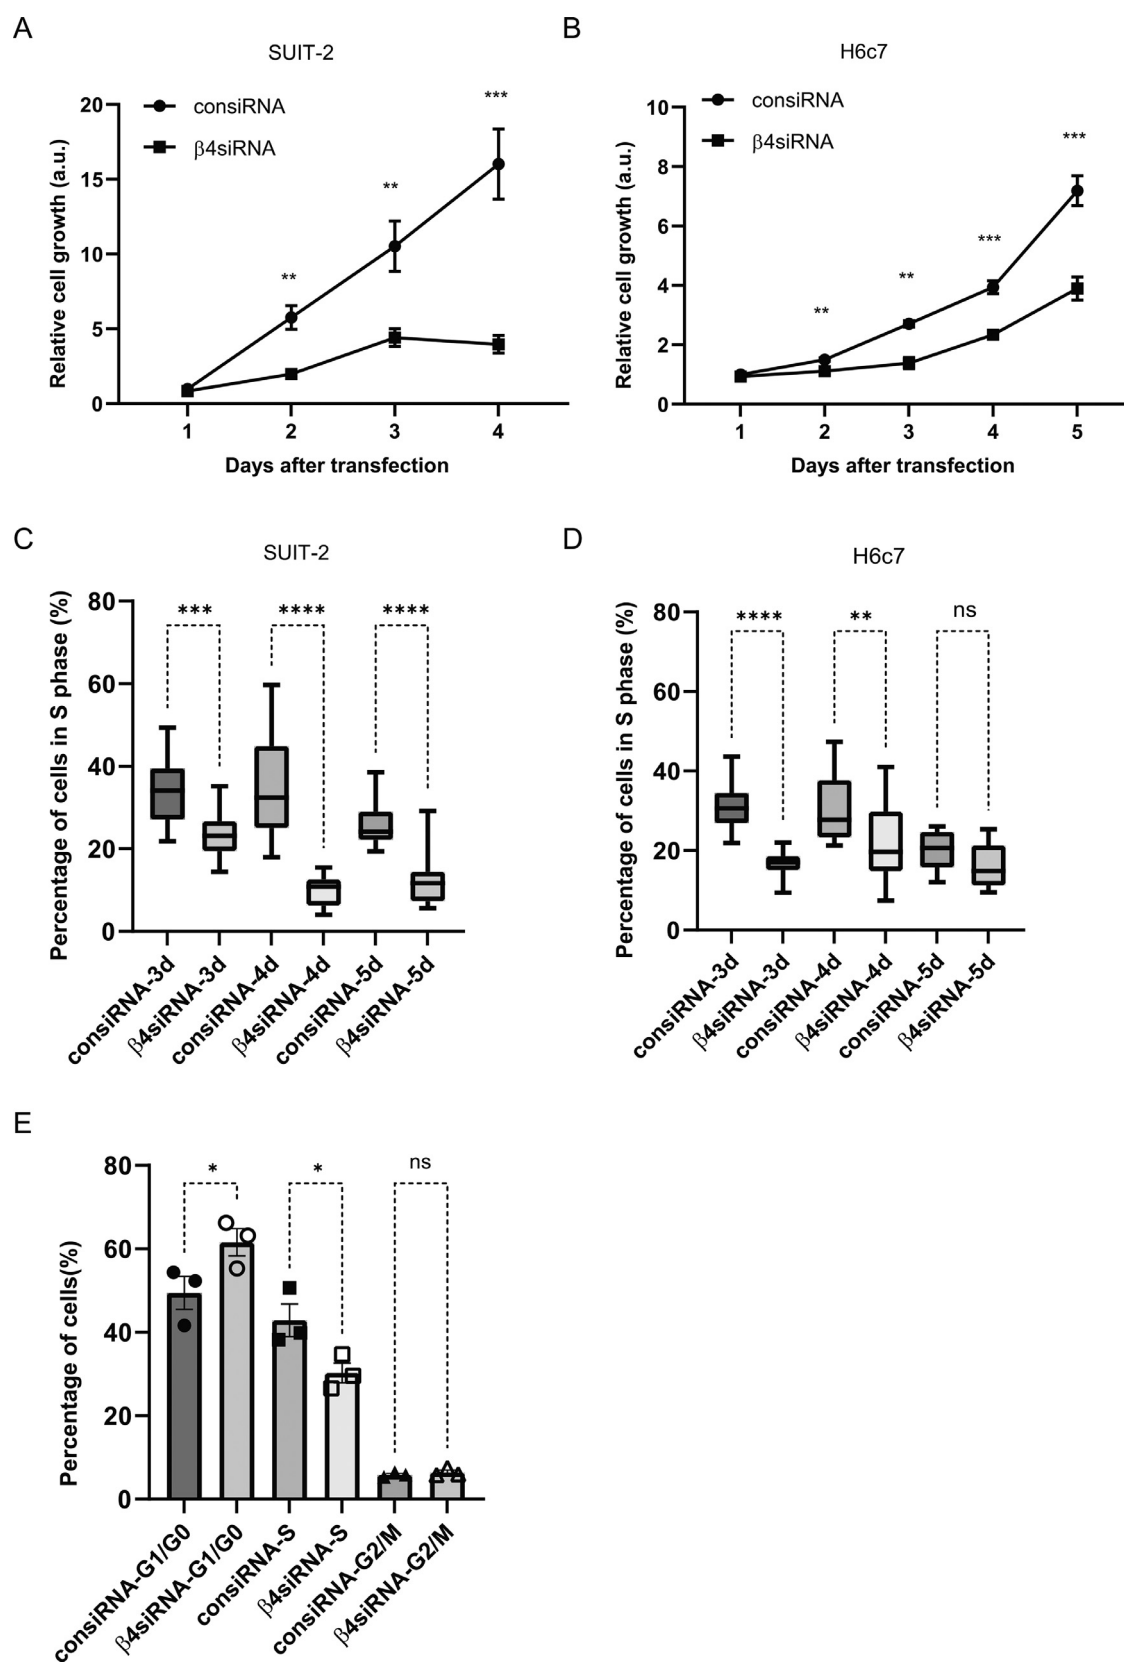 A
SUIT-2
consiRNA
β4siRNA
***
**
**
20
15
10
5
0
Relative cell growth (a.u.)
1 2 3 4
Days after transfection
B
H6c7
consiRNA
β4siRNA
***
***
**
**
10
8
6
4
2
0
Relative cell growth (a.u.)
1 2 3 4 5
Days after transfection
C
SUIT-2
*** **** ****
80
60
40
20
0
Percentage of cells in S phase (%)
consiRNA-3d
β4siRNA-3d
consiRNA-4d
β4siRNA-4d
consiRNA-5d
β4siRNA-5d
D
H6c7
**** ** ns
80
60
40
20
0
Percentage of cells in S phase (%)
consiRNA-3d
β4siRNA-3d
consiRNA-4d
β4siRNA-4d
consiRNA-5d
β4siRNA-5d
E
* * ns
80
60
40
20
0
Percentage of cells(%)
consiRNA-G1/G0
β4siRNA-G1/G0
consiRNA-S
β4siRNA-S
consiRNA-G2/M
β4siRNA-G2/M